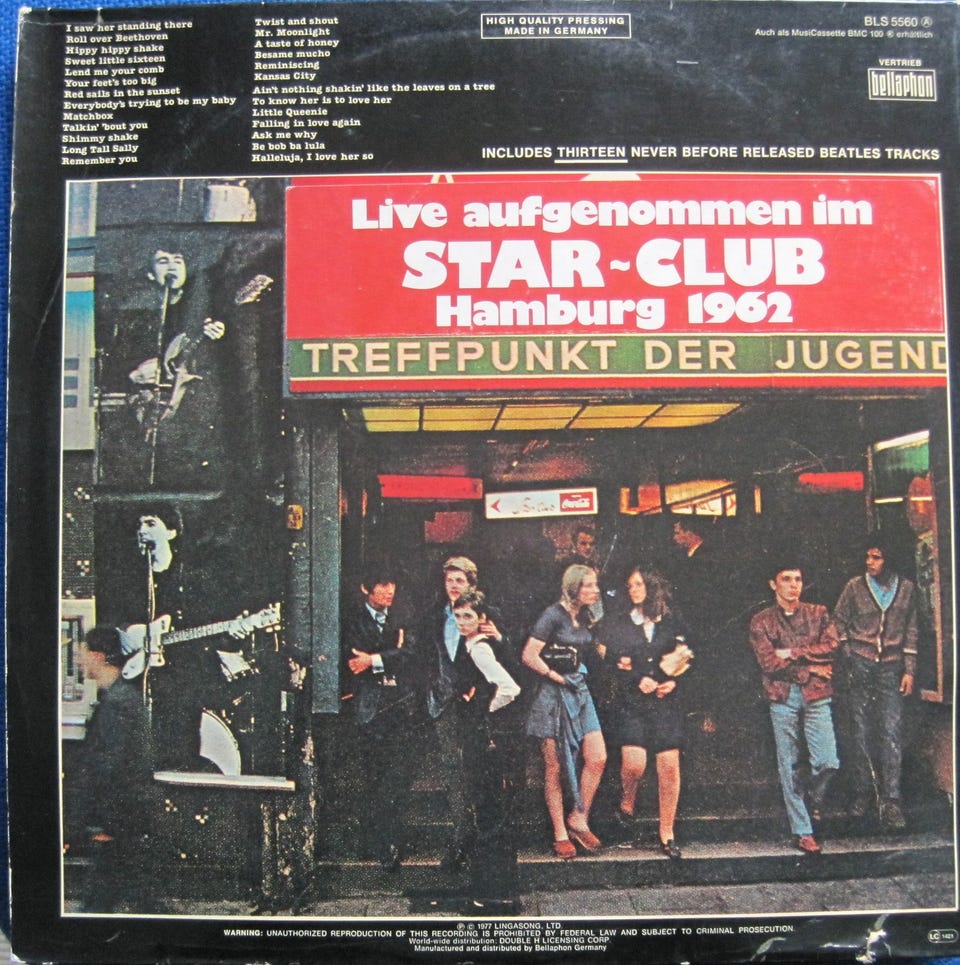 I saw her standing there
Roll over Beethoven
Hippy hippy shake
Sweet little sixteen
Lend me your comb
Your feet's too big
Red sails in the sunset
Everybody's trying to be my baby
Matchbox
Talkin' 'bout you
Shimmy shake
Long Tall Sally
Remember you
Twist and shout
Mr. Moonlight
A taste of honey
Besame mucho
Reminiscing
Kansas City
Ain't nothing shakin' like the leaves on a tree
To know her is to love her
Little Queenie
Falling in love again
Ask me why
Be bob ba lula
Halleluja, I love her so
HIGH QUALITY PRESSING
MADE IN GERMANY
BLS 5560 Ⓐ
Auch als MusiCassette BMC 100 Ⓚ erhältlich
VERTRIEB
bellaphon
INCLUDES THIRTEEN NEVER BEFORE RELEASED BEATLES TRACKS
Live aufgenommen im
STAR-CLUB
Hamburg 1962
TREFFPUNKT DER JUGEND
Coca-Cola
Ⓟ © 1977 LINGASONG, LTD.
WARNING: UNAUTHORIZED REPRODUCTION OF THIS RECORDING IS PROHIBITED BY FEDERAL LAW AND SUBJECT TO CRIMINAL PROSECUTION.
World-wide distribution: DOUBLE H LICENSING CORP.
Manufactured and distributed by Bellaphon Germany
LC 1421